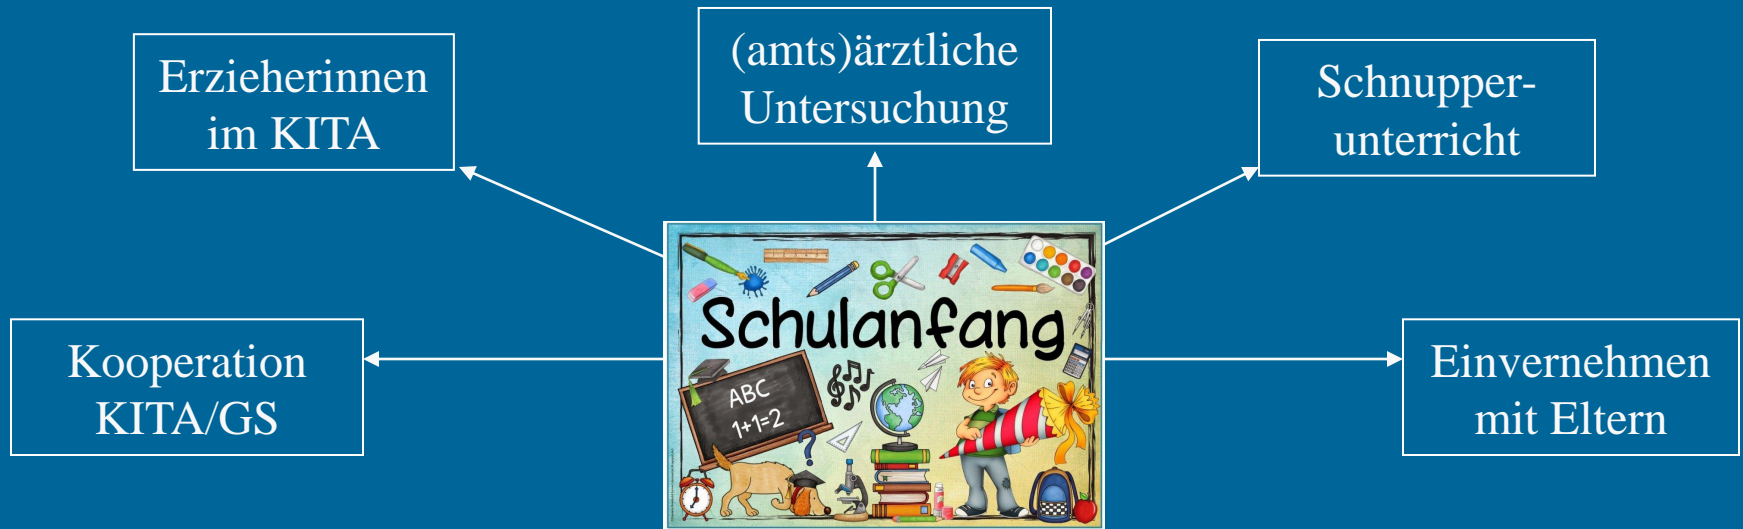 (amts)ärztliche
Untersuchung
Erzieherinnen
im KITA
Schnupper-
unterricht
Schulanfang
Kooperation
KITA/GS
ABC
1+1=2
?
Einvernehmen
mit Eltern